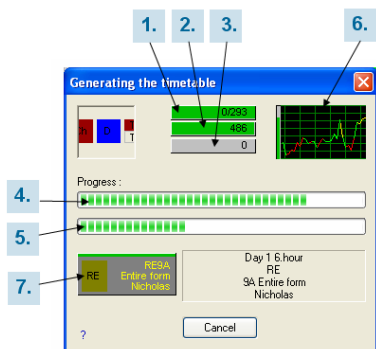 1. 2. 3. 6.
Generating the timetable
0/293
D
486
0
Progress :
4.
5.
RE
RE9A
Entire form
Nicholas
Day 1 6.hour
RE
9A Entire form
Nicholas
7.
?
Cancel